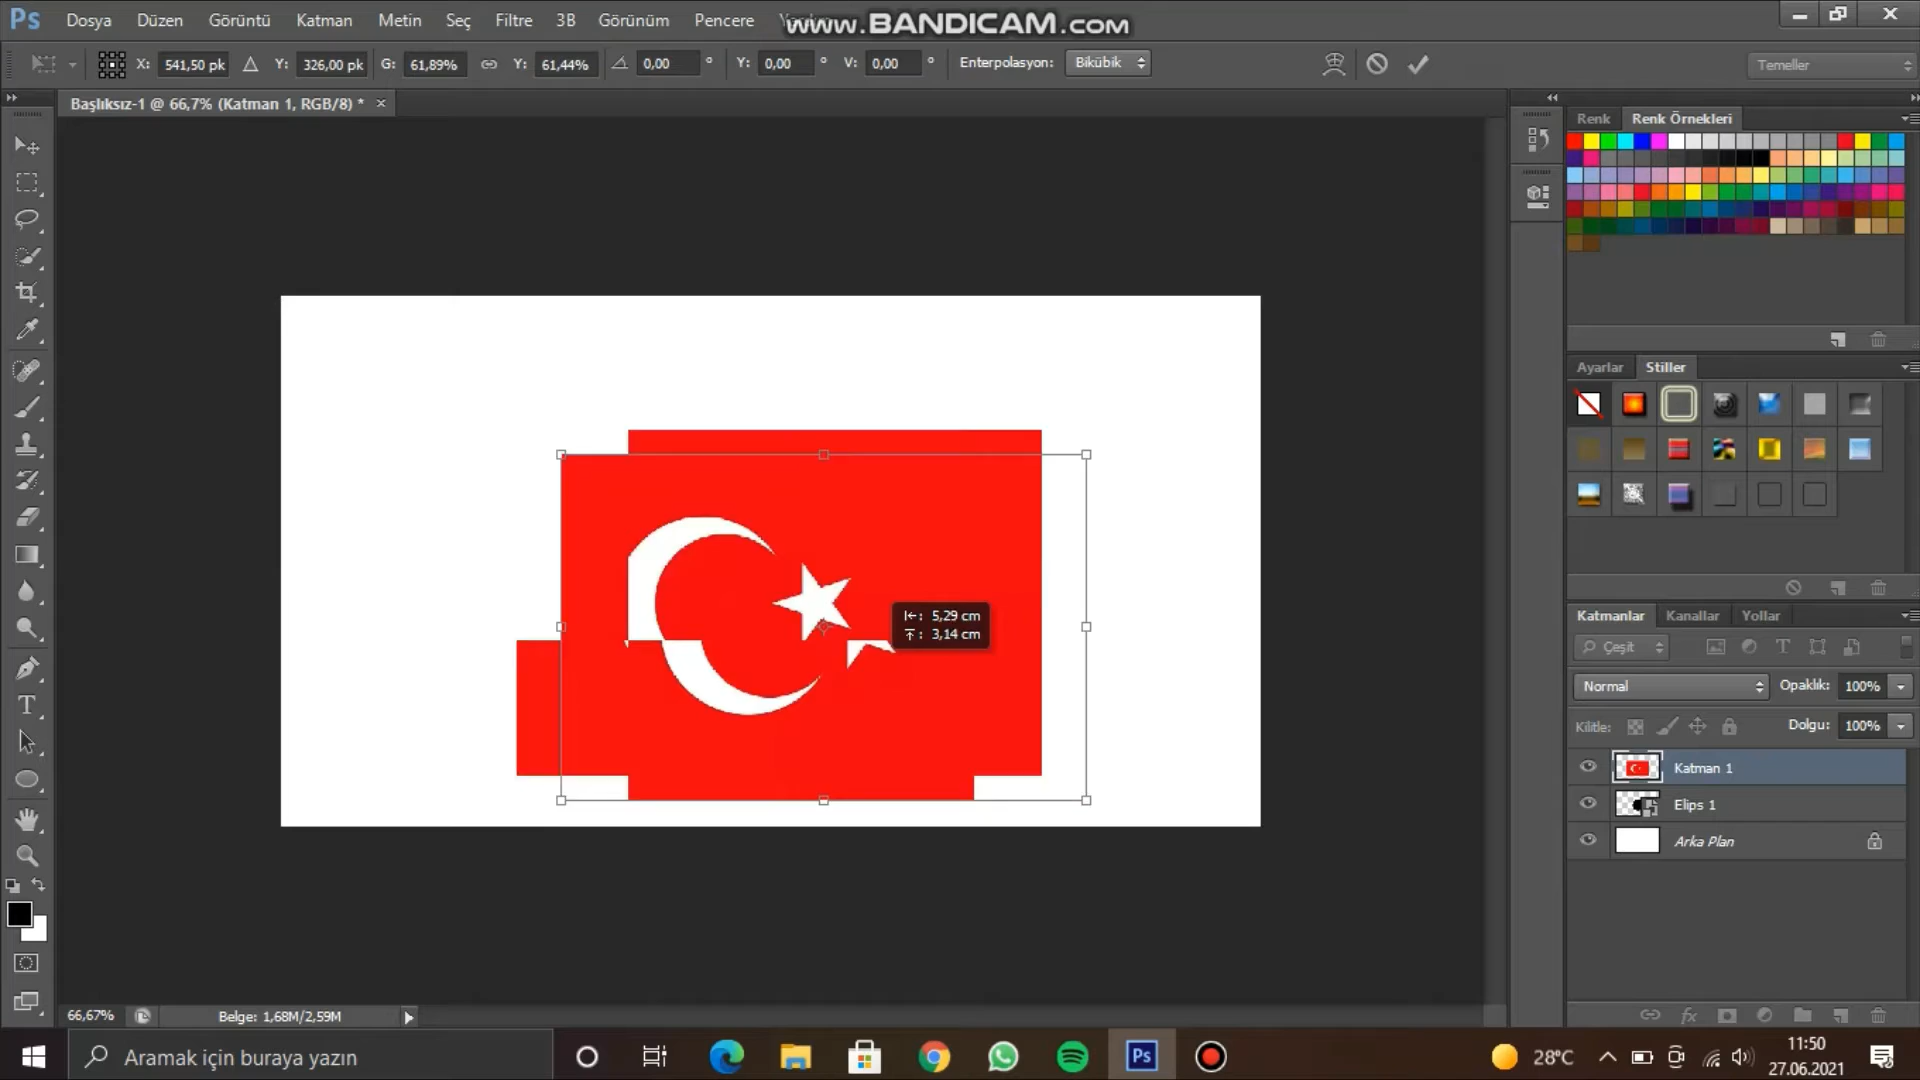 Ps Dosya Düzen Görüntü Katman Metin Seç Filtre 3B Görünüm Pencere
www.BANDICAM.com
X: 541,50 pk Y: 326,00 pk G: 61,89% Y: 61,44% 0,00 ° Y: 0,00 ° V: 0,00 ° Enterpolasyon: Bikübik Temeller
Başlıksız-1 @ 66,7% (Katman 1, RGB/8) * ×
Renk Renk Örnekleri
Ayarlar Stiller
5,29 cm
3,14 cm
Katmanlar Kanallar Yollar
Çeşit
Normal Opaklık: 100%
Kilitle: Dolgu: 100%
Katman 1
Elips 1
Arka Plan
66,67% Belge: 1,68M/2,59M
Aramak için buraya yazın
Ps
28°C
11:50
27.06.2021